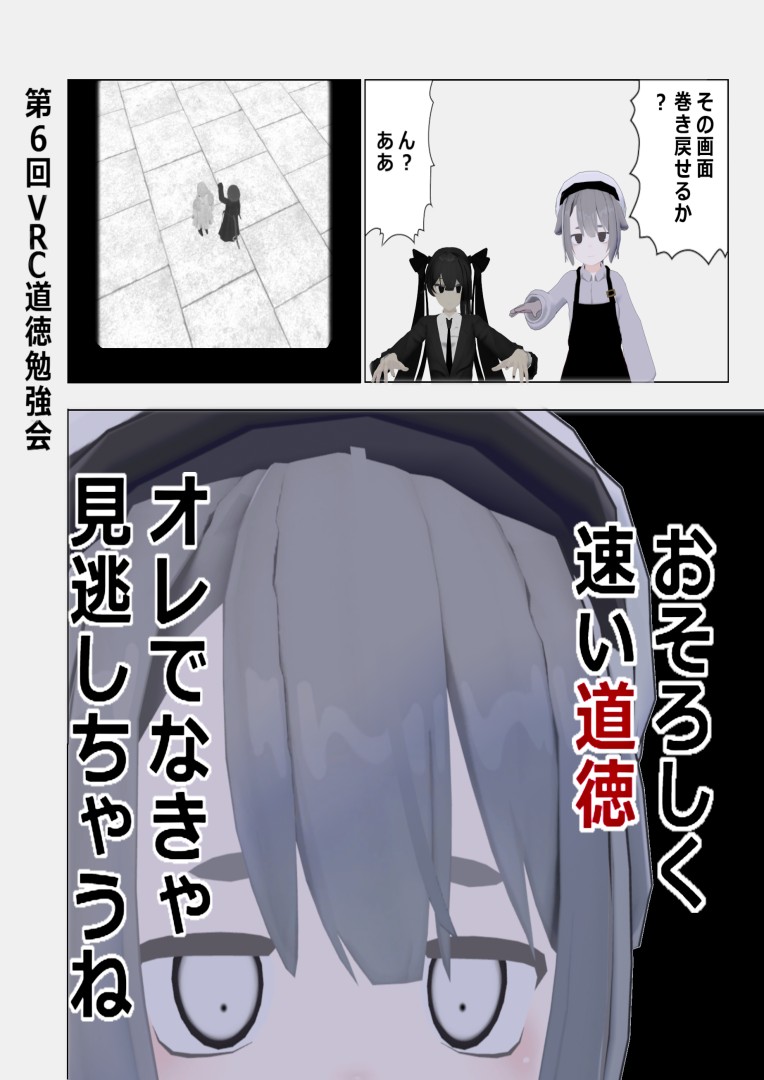 第6回VRC道徳勉強会
その画面
巻き戻せるか
？
ん？
ああ
おそろしく
速い道徳
オレでなきゃ
見逃しちゃうね